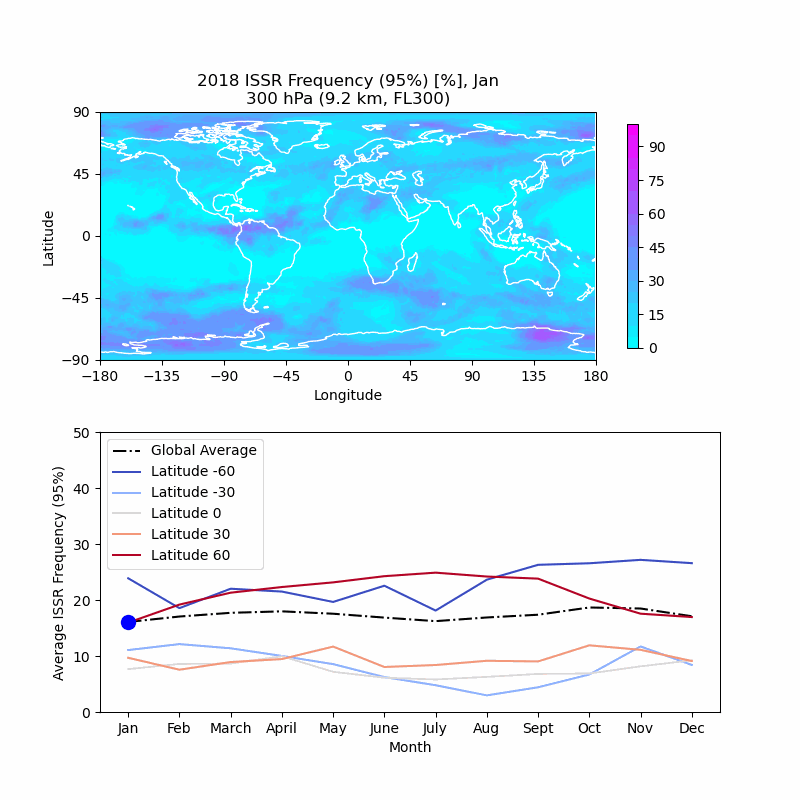 2018 ISSR Frequency (95%) [%], Jan
300 hPa (9.2 km, FL300)
90
45
0
−45
−90
Latitude
−180 −135 −90 −45 0 45 90 135 180
Longitude
90
75
60
45
30
15
0
50
40
30
20
10
0
Average ISSR Frequency (95%)
Global Average
Latitude -60
Latitude -30
Latitude 0
Latitude 30
Latitude 60
Jan Feb March April May June July Aug Sept Oct Nov Dec
Month